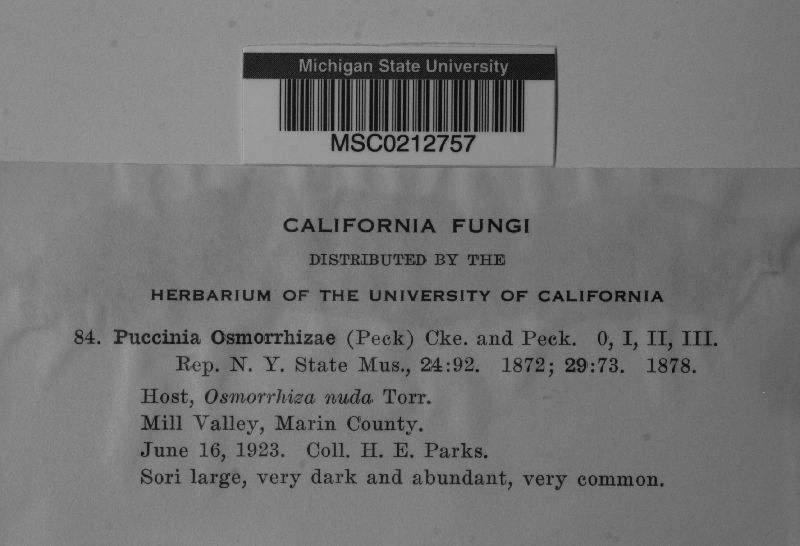 Michigan State University
MSC0212757
CALIFORNIA FUNGI
DISTRIBUTED BY THE
HERBARIUM OF THE UNIVERSITY OF CALIFORNIA
84. Puccinia Osmorrhizae (Peck) Cke. and Peck. 0, I, II, III.
Rep. N. Y. State Mus., 24:92. 1872; 29:73. 1878.
Host, Osmorrhiza nuda Torr.
Mill Valley, Marin County.
June 16, 1923. Coll. H. E. Parks.
Sori large, very dark and abundant, very common.